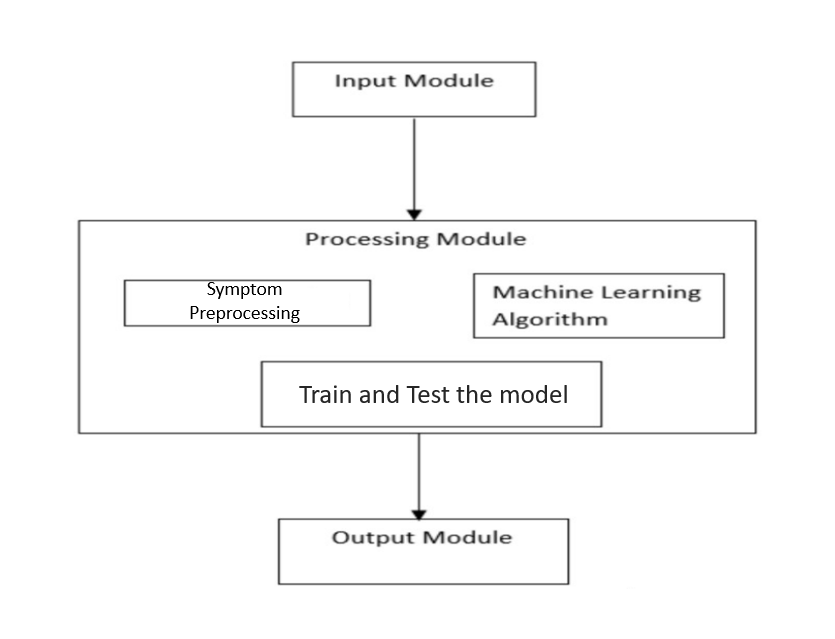 Input Module
Processing Module
Symptom
Preprocessing
Machine Learning
Algorithm
Train and Test the model
Output Module